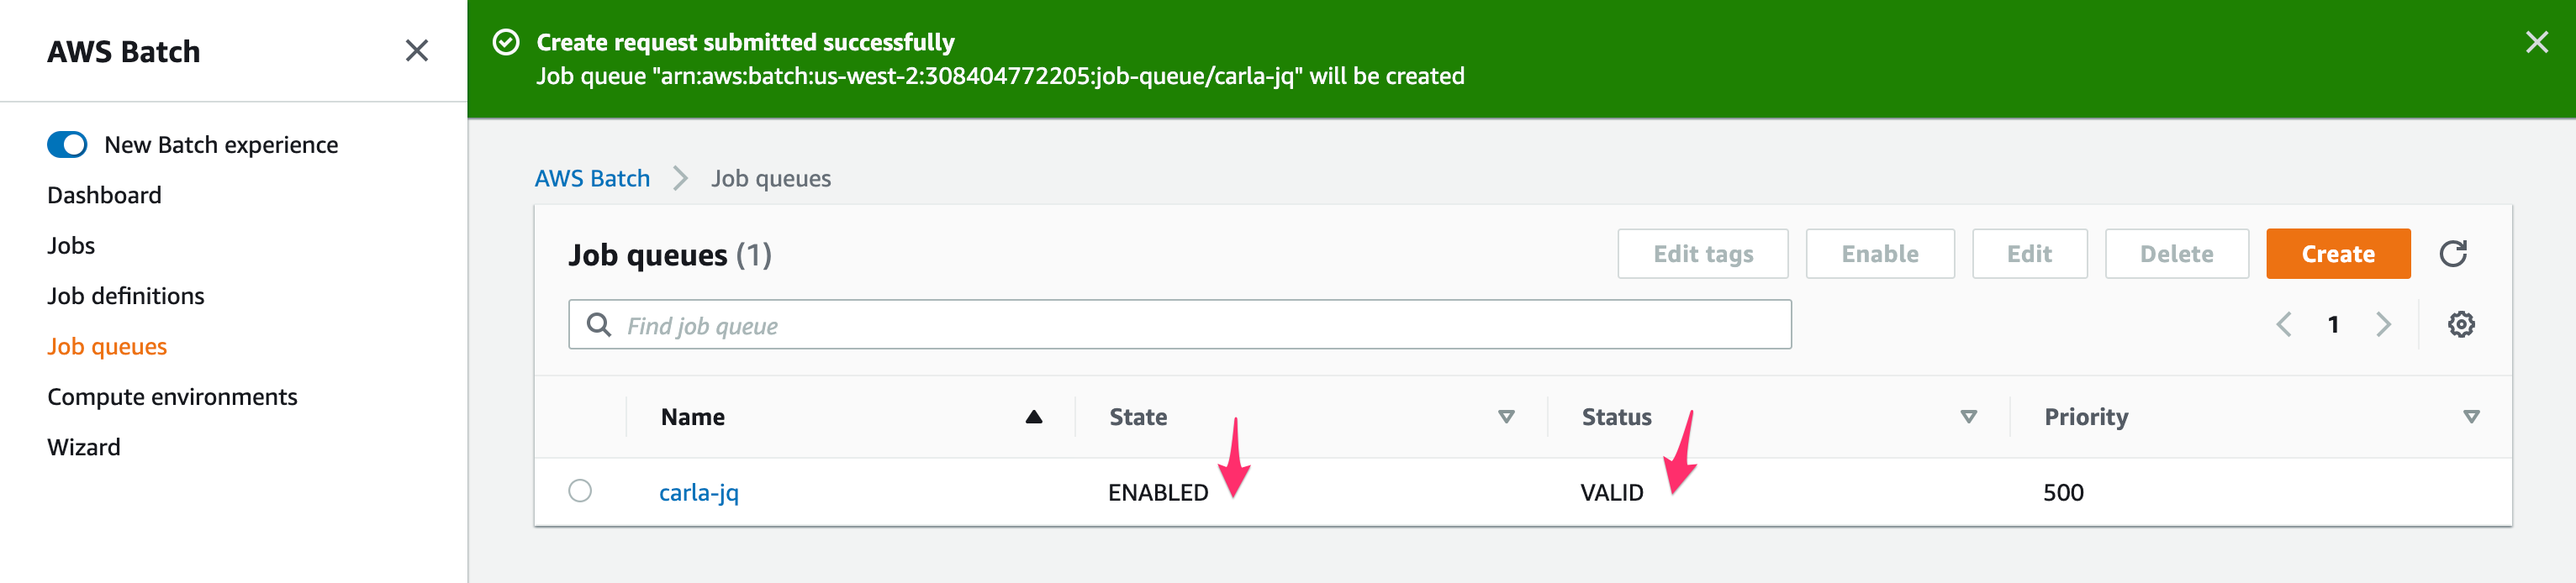 AWS Batch
New Batch experience
Dashboard
Jobs
Job definitions
Job queues
Compute environments
Wizard
Create request submitted successfully
Job queue "arn:aws:batch:us-west-2:308404772205:job-queue/carla-jq" will be created
AWS Batch Job queues
Job queues (1) Edit tags Enable Edit Delete Create
Find job queue 1
Name State Status Priority
carla-jq ENABLED VALID 500